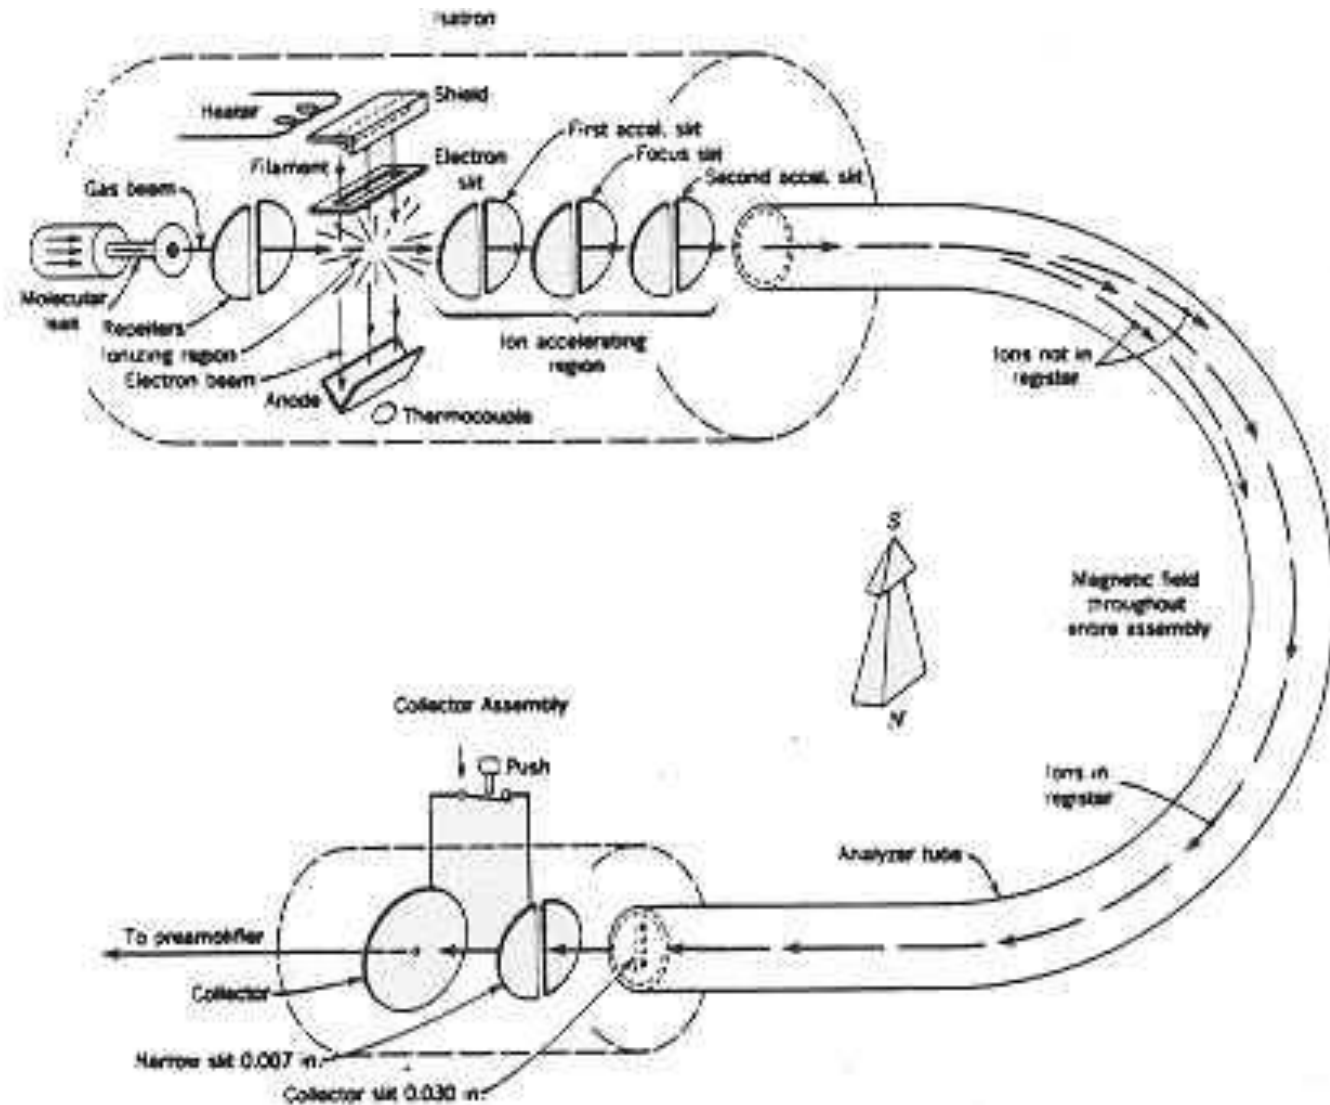 Heater
Shield
First accel. slit
Focus slit
Second accel. slit
Filament
Electron
slit
Gas beam
Molecular
leak
Repellers
Ionizing region
Electron beam
Anode
Thermocouple
Ion accelerating
region
Ions not in
register
S
N
Magnetic field
throughout
entire assembly
Collector Assembly
Push
Ions in
register
Analyzer tube
To preamplifier
Collector
Narrow slit 0.007 in.
Collector slit 0.030 in.